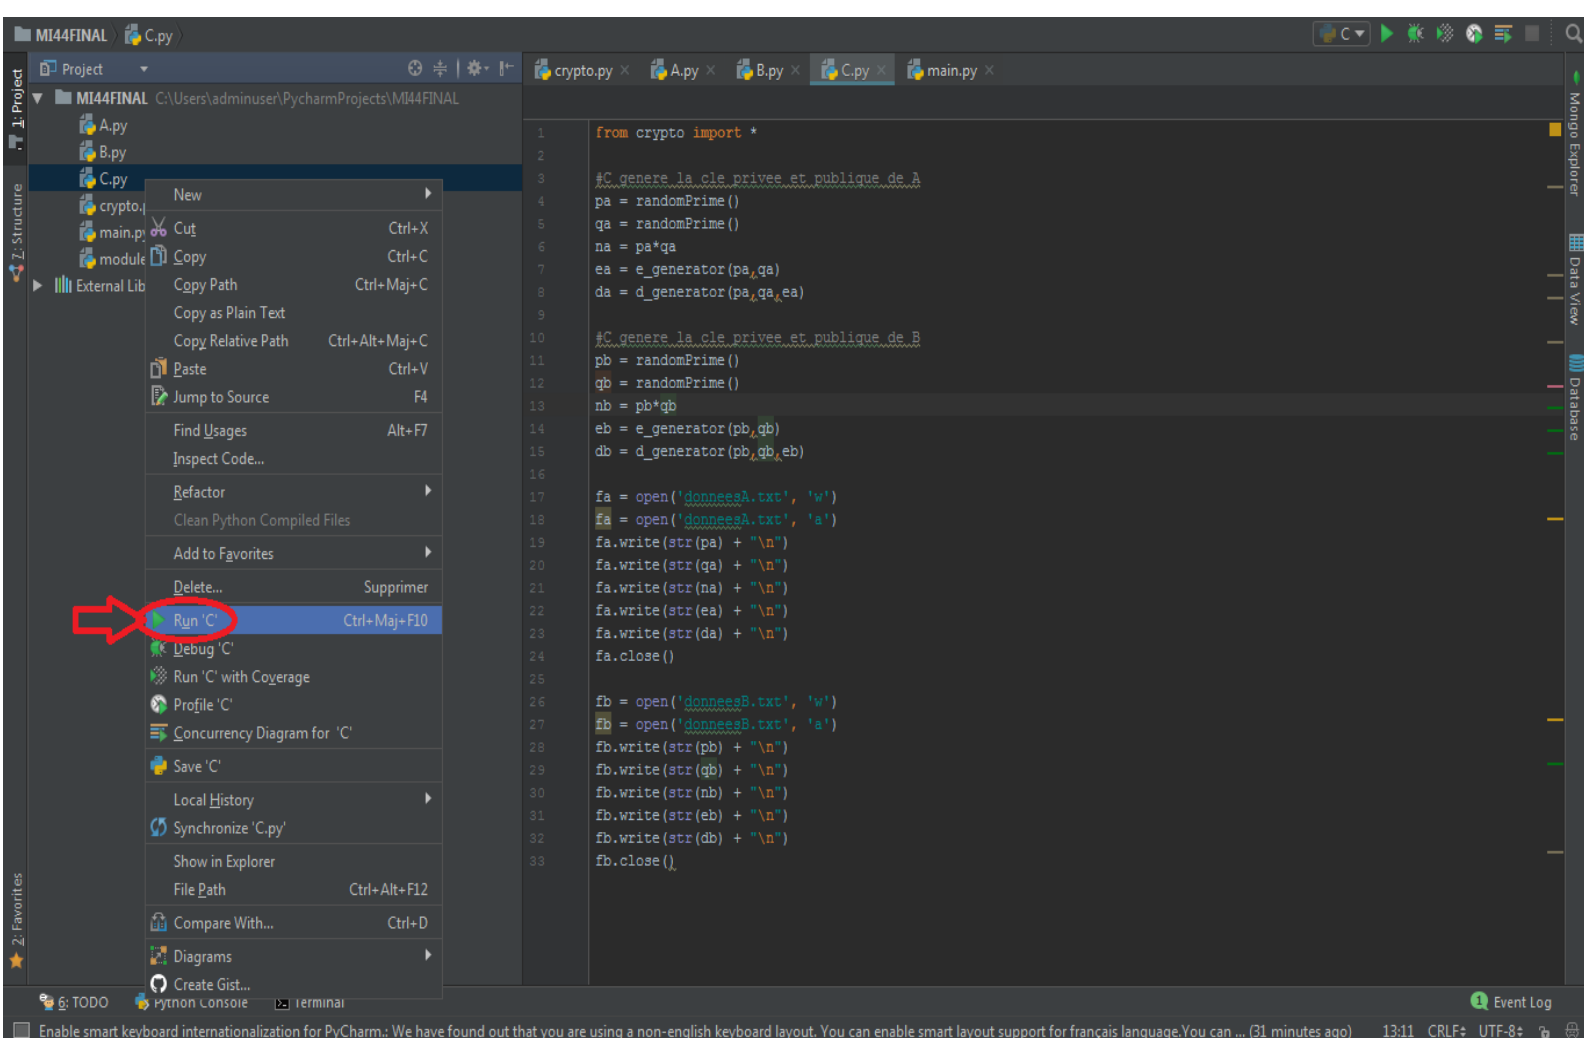 MI44FINAL C.py
C
Project
crypto.py A.py B.py C.py main.py
1: Project
7: Structure
2: Favorites
MI44FINAL C:\Users\adminuser\PycharmProjects\MI44FINAL
A.py
B.py
C.py
crypto.p
main.py
module
External Lib
New
Cut Ctrl+X
Copy Ctrl+C
Copy Path Ctrl+Maj+C
Copy as Plain Text
Copy Relative Path Ctrl+Alt+Maj+C
Paste Ctrl+V
Jump to Source F4
Find Usages Alt+F7
Inspect Code...
Refactor
Clean Python Compiled Files
Add to Favorites
Delete... Supprimer
Run 'C' Ctrl+Maj+F10
Debug 'C'
Run 'C' with Coverage
Profile 'C'
Concurrency Diagram for 'C'
Save 'C'
Local History
Synchronize 'C.py'
Show in Explorer
File Path Ctrl+Alt+F12
Compare With... Ctrl+D
Diagrams
Create Gist...
1 from crypto import *
2
3 #C genere la cle privee et publique de A
4 pa = randomPrime()
5 qa = randomPrime()
6 na = pa*qa
7 ea = e_generator(pa,qa)
8 da = d_generator(pa,qa,ea)
9
10 #C genere la cle privee et publique de B
11 pb = randomPrime()
12 qb = randomPrime()
13 nb = pb*qb
14 eb = e_generator(pb,qb)
15 db = d_generator(pb,qb,eb)
16
17 fa = open('donneesA.txt', 'w')
18 fa = open('donneesA.txt', 'a')
19 fa.write(str(pa) + "\n")
20 fa.write(str(qa) + "\n")
21 fa.write(str(na) + "\n")
22 fa.write(str(ea) + "\n")
23 fa.write(str(da) + "\n")
24 fa.close()
25
26 fb = open('donneesB.txt', 'w')
27 fb = open('donneesB.txt', 'a')
28 fb.write(str(pb) + "\n")
29 fb.write(str(qb) + "\n")
30 fb.write(str(nb) + "\n")
31 fb.write(str(eb) + "\n")
32 fb.write(str(db) + "\n")
33 fb.close()
Mongo Explorer
Data View
Database
6: TODO Python Console Terminal
1 Event Log
Enable smart keyboard internationalization for PyCharm.: We have found out that you are using a non-english keyboard layout. You can enable smart layout support for français language.You can ... (31 minutes ago) 13:11 CRLF UTF-8